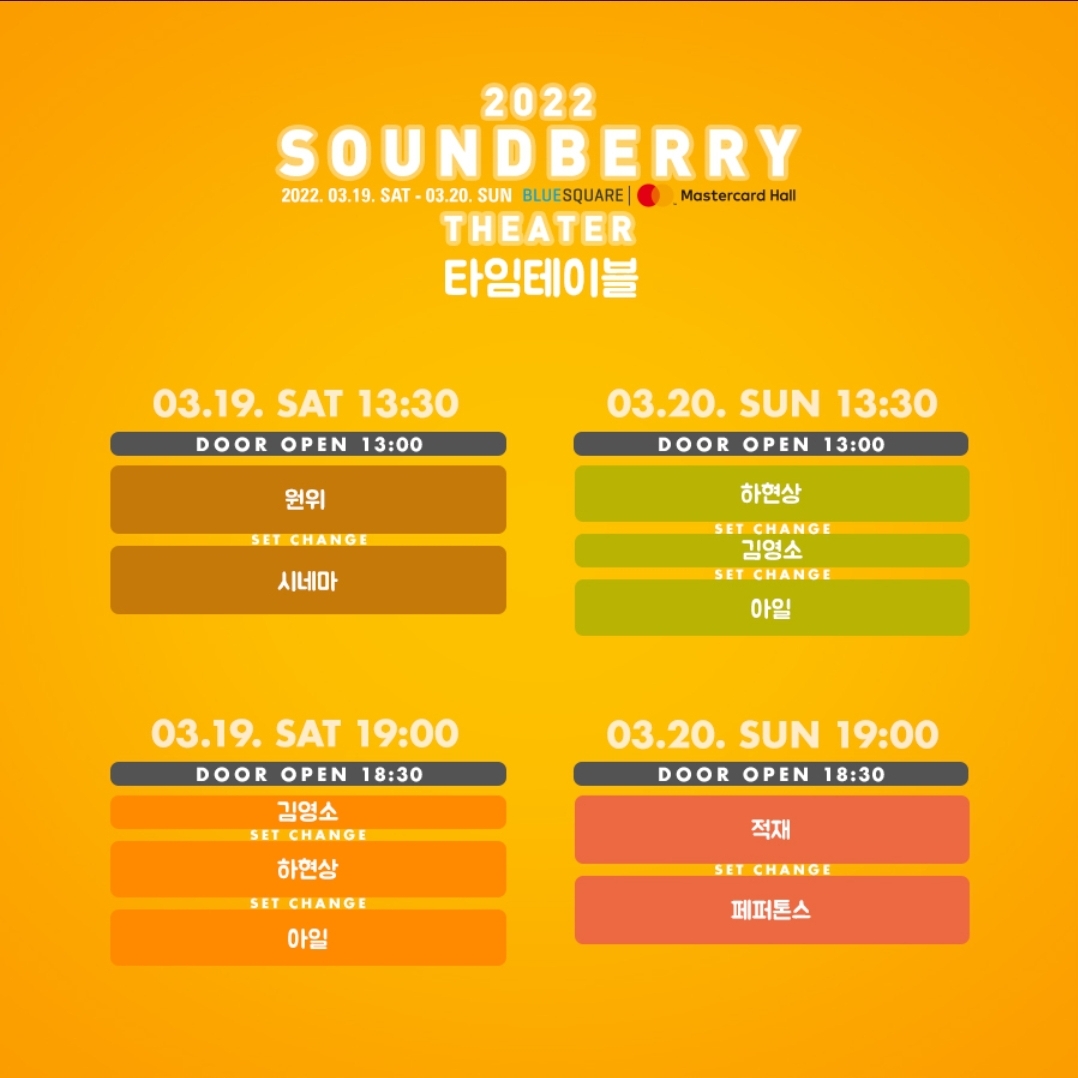 2022
SOUNDBERRY
2022. 03.19. SAT - 03.20. SUN BLUESQUARE | Mastercard Hall
THEATER
타임테이블
03.19. SAT 13:30
DOOR OPEN 13:00
원위
SET CHANGE
시네마
03.20. SUN 13:30
DOOR OPEN 13:00
하현상
SET CHANGE
김영소
SET CHANGE
아일
03.19. SAT 19:00
DOOR OPEN 18:30
김영소
SET CHANGE
하현상
SET CHANGE
아일
03.20. SUN 19:00
DOOR OPEN 18:30
적재
SET CHANGE
페퍼톤스